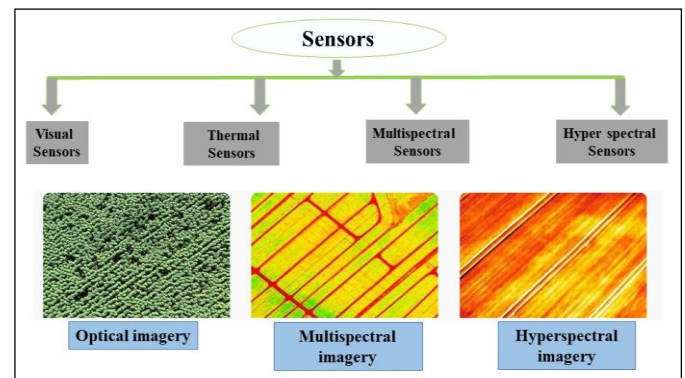 Sensors
Visual
Sensors
Thermal
Sensors
Multispectral
Sensors
Hyper spectral
Sensors
Optical imagery
Multispectral
imagery
Hyperspectral
imagery